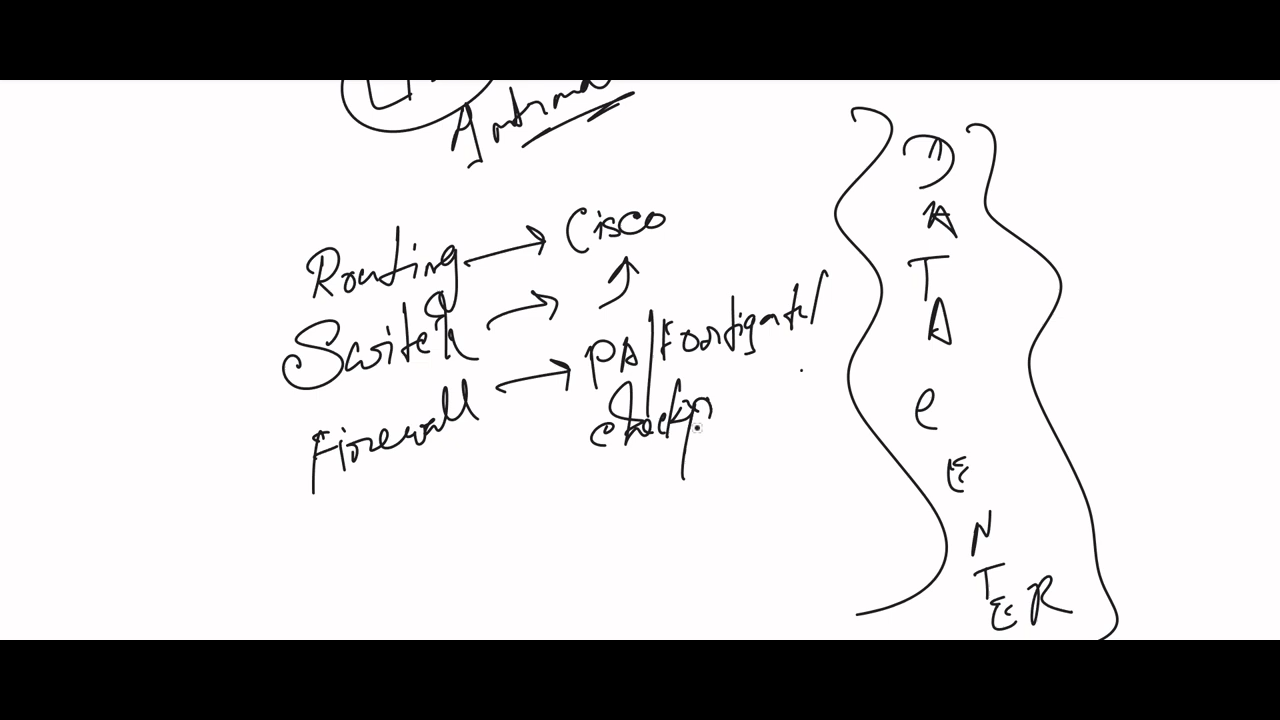 Routing → Cisco
Switch →
Firewall → PA/Fortigate/
checkp
DATA CENTER